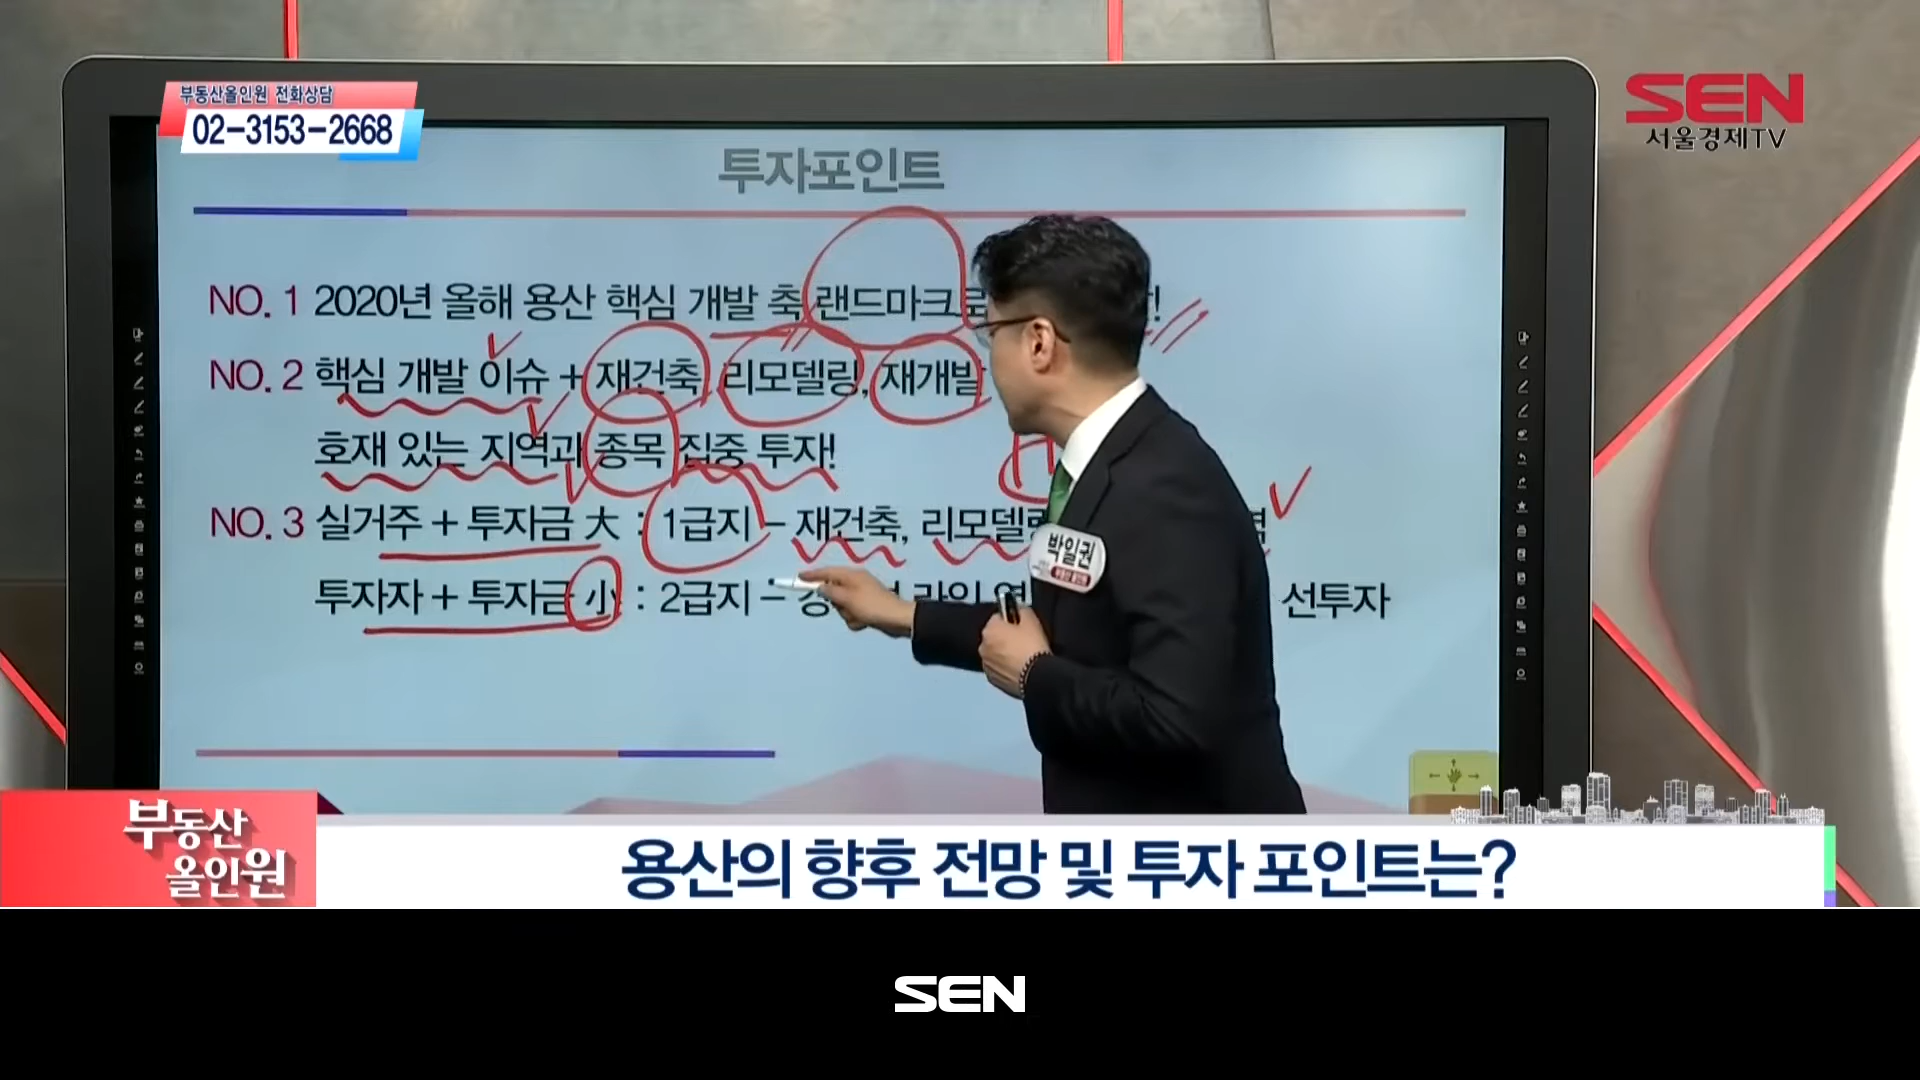 부동산올인원 전화상담
02-3153-2668
SEN
서울경제TV
투자포인트
NO. 1 2020년 올해 용산 핵심 개발 축 랜드마크로
NO. 2 핵심 개발 이슈 + 재건축, 리모델링, 재개발
호재 있는 지역과 종목 집중 투자!
NO. 3 실거주 + 투자금 大 : 1급지 - 재건축, 리모델링
투자자 + 투자금 小 : 2급지 - 라인 선투자
박일권
부동산
올인원
용산의 향후 전망 및 투자 포인트는?
SEN